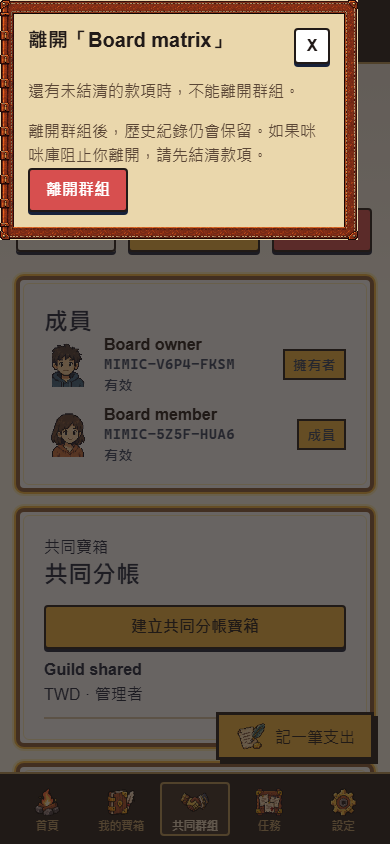 離開「Board matrix」
X
還有未結清的款項時，不能離開群組。
離開群組後，歷史紀錄仍會保留。如果咪
咪庫阻止你離開，請先結清款項。
離開群組
成員
Board owner
MIMIC-V6P4-FKSM
有效
擁有者
Board member
MIMIC-5Z5F-HUA6
有效
成員
共同寶箱
共同分帳
建立共同分帳寶箱
Guild shared
TWD · 管理者
記一筆支出
首頁
我的寶箱
共同群組
任務
設定